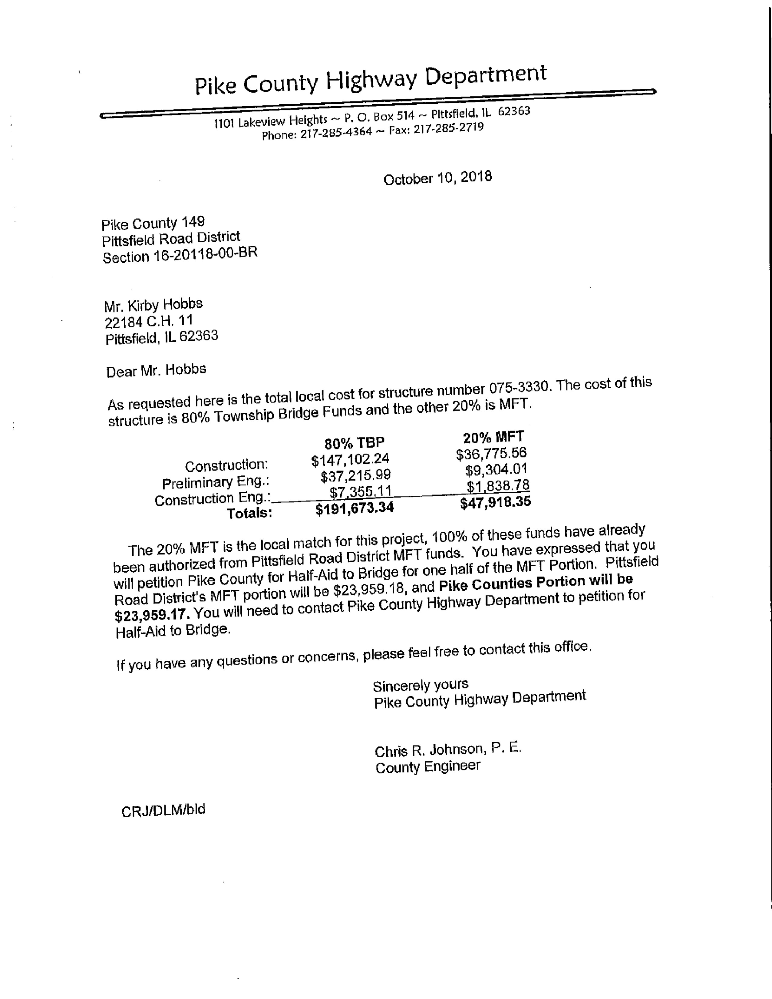 Pike County Highway Department
1101 Lakeview Heights ~ P. O. Box 514 ~ Pittsfield, IL 62363
Phone: 217-285-4364 ~ Fax: 217-285-2719
October 10, 2018
Pike County 149
Pittsfield Road District
Section 16-20118-00-BR
Mr. Kirby Hobbs
22184 C.H. 11
Pittsfield, IL 62363
Dear Mr. Hobbs
As requested here is the total local cost for structure number 075-3330. The cost of this
structure is 80% Township Bridge Funds and the other 20% is MFT.
80% TBP 20% MFT
Construction: $147,102.24 $36,775.56
Preliminary Eng.: $37,215.99 $9,304.01
Construction Eng.: $7,355.11 $1,838.78
Totals: $191,673.34 $47,918.35
The 20% MFT is the local match for this project, 100% of these funds have already
been authorized from Pittsfield Road District MFT funds. You have expressed that you
will petition Pike County for Half-Aid to Bridge for one half of the MFT Portion. Pittsfield
Road District's MFT portion will be $23,959.18, and Pike Counties Portion will be
$23,959.17. You will need to contact Pike County Highway Department to petition for
Half-Aid to Bridge.
If you have any questions or concerns, please feel free to contact this office.
Sincerely yours
Pike County Highway Department
Chris R. Johnson, P. E.
County Engineer
CRJ/DLM/bld